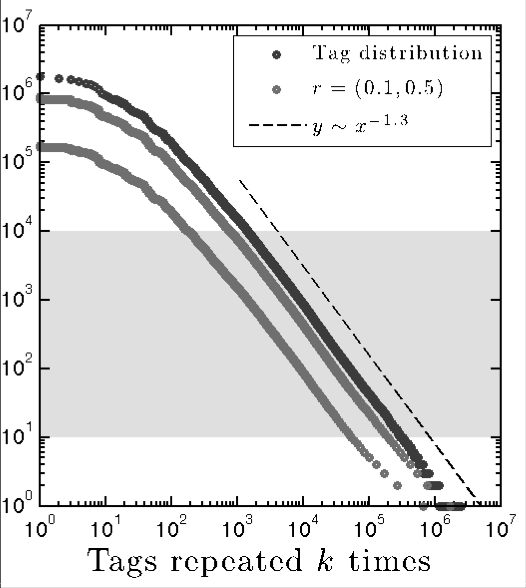 10^7
10^6
10^5
10^4
10^3
10^2
10^1
10^0
Tag distribution
r = (0.1, 0.5)
y ~ x^{-1.3}
10^0 10^1 10^2 10^3 10^4 10^5 10^6 10^7
Tags repeated k times